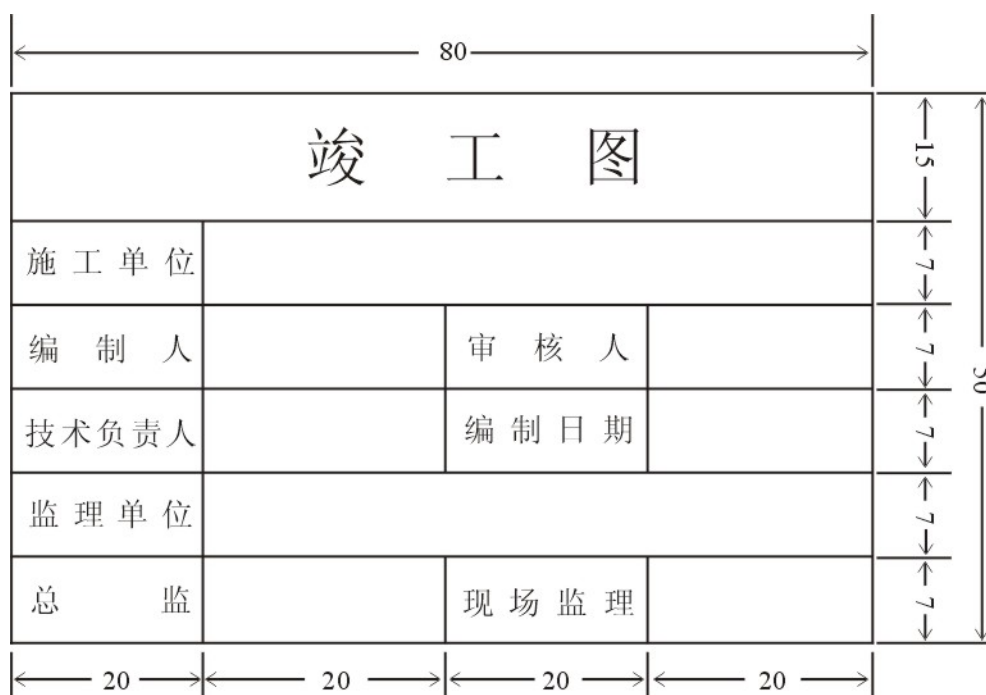 80
竣 工 图
15
施 工 单 位
7
编 制 人 审 核 人
7
50
技术负责人 编 制 日 期
7
监 理 单 位
7
总 监 现 场 监 理
7
20 20 20 20